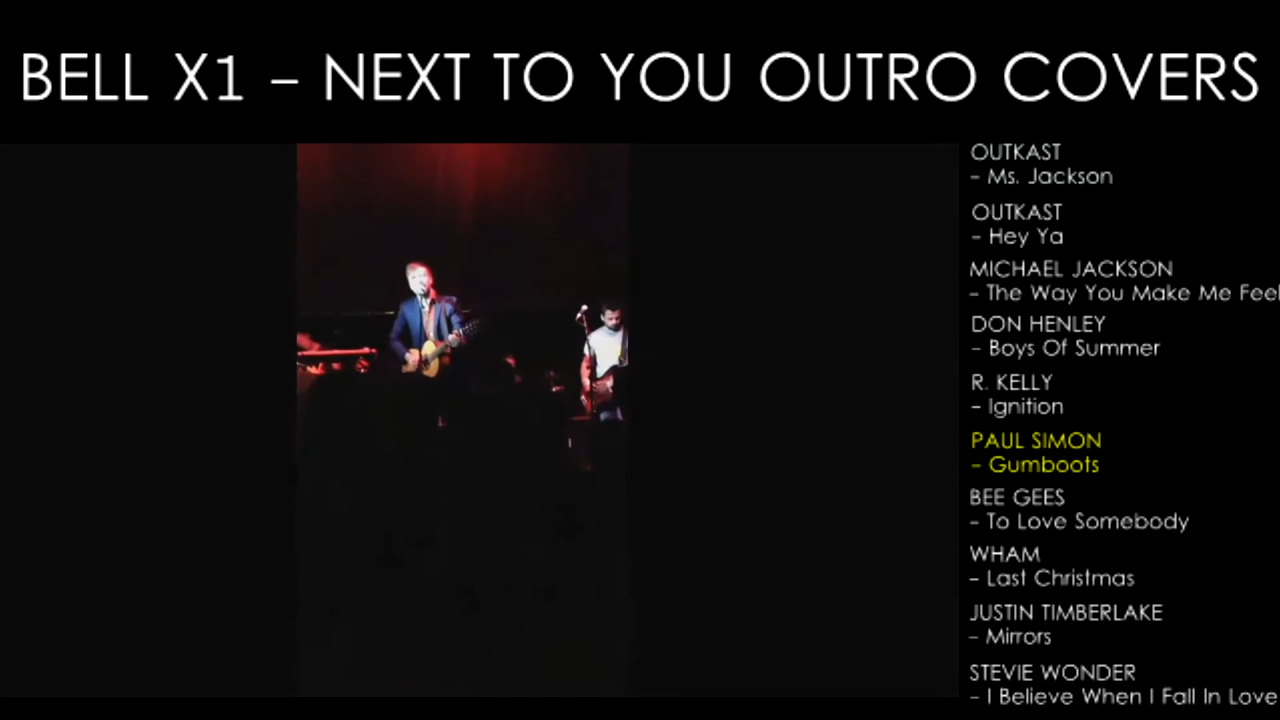 BELL X1 – NEXT TO YOU OUTRO COVERS
OUTKAST
- Ms. Jackson
OUTKAST
- Hey Ya
MICHAEL JACKSON
- The Way You Make Me Feel
DON HENLEY
- Boys Of Summer
R. KELLY
- Ignition
PAUL SIMON
- Gumboots
BEE GEES
- To Love Somebody
WHAM
- Last Christmas
JUSTIN TIMBERLAKE
- Mirrors
STEVIE WONDER
- I Believe When I Fall In Love